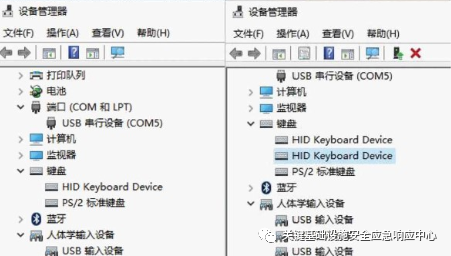 设备管理器
文件(F) 操作(A) 查看(V) 帮助(H)
打印队列
电池
端口 (COM 和 LPT)
USB 串行设备 (COM5)
计算机
监视器
键盘
HID Keyboard Device
PS/2 标准键盘
蓝牙
人体学输入设备
USB 输入设备
设备管理器
文件(F) 操作(A) 查看(V) 帮助(H)
USB 串行设备 (COM5)
计算机
监视器
键盘
HID Keyboard Device
HID Keyboard Device
PS/2 标准键盘
蓝牙
人体学输入设备
USB 输入设备
USB 输入设备
关键基础设施安全应急响应中心